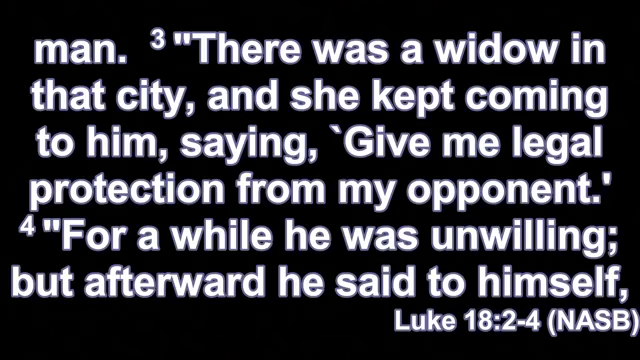 man. ³ "There was a widow in
that city, and she kept coming
to him, saying, `Give me legal
protection from my opponent.'
⁴ "For a while he was unwilling;
but afterward he said to himself,
Luke 18:2-4 (NASB)